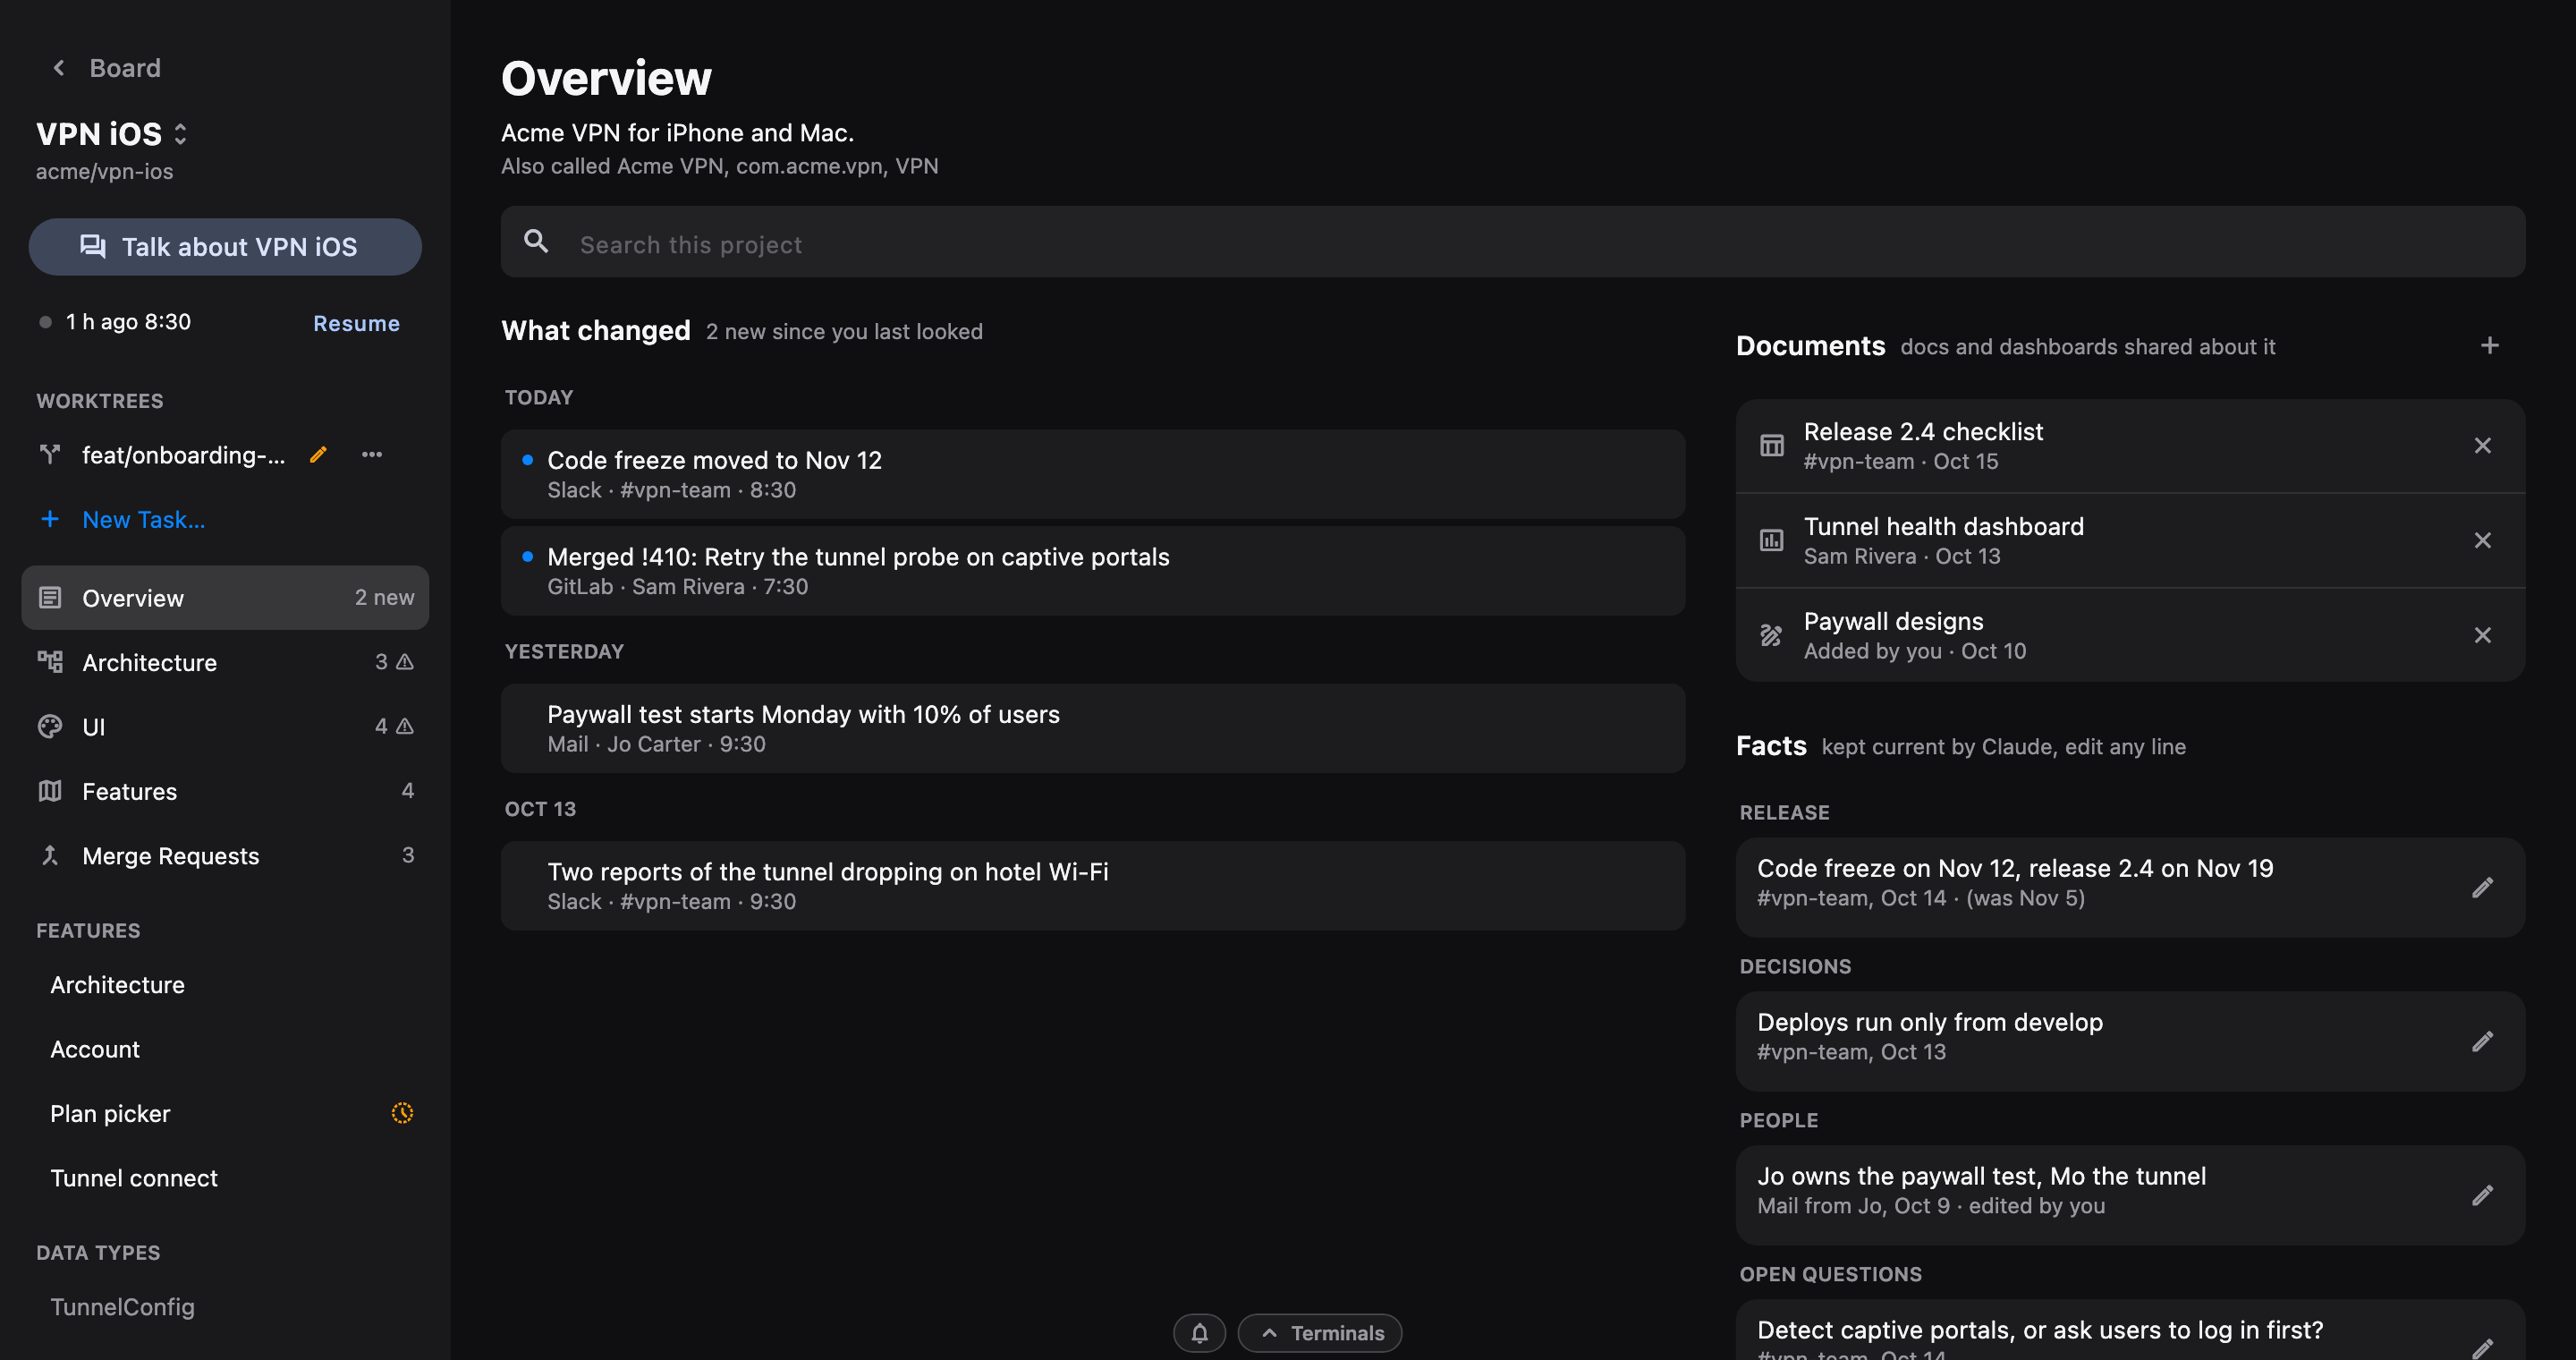 Board
VPN iOS
acme/vpn-ios
Talk about VPN iOS
1 h ago 8:30
Resume
WORKTREES
feat/onboarding-...
New Task...
Overview
2 new
Architecture
3
UI
4
Features
4
Merge Requests
3
FEATURES
Architecture
Account
Plan picker
Tunnel connect
DATA TYPES
TunnelConfig
Overview
Acme VPN for iPhone and Mac.
Also called Acme VPN, com.acme.vpn, VPN
Search this project
What changed 2 new since you last looked
TODAY
Code freeze moved to Nov 12
Slack · #vpn-team · 8:30
Merged !410: Retry the tunnel probe on captive portals
GitLab · Sam Rivera · 7:30
YESTERDAY
Paywall test starts Monday with 10% of users
Mail · Jo Carter · 9:30
OCT 13
Two reports of the tunnel dropping on hotel Wi-Fi
Slack · #vpn-team · 9:30
Documents docs and dashboards shared about it
Release 2.4 checklist
#vpn-team · Oct 15
Tunnel health dashboard
Sam Rivera · Oct 13
Paywall designs
Added by you · Oct 10
Facts kept current by Claude, edit any line
RELEASE
Code freeze on Nov 12, release 2.4 on Nov 19
#vpn-team, Oct 14 · (was Nov 5)
DECISIONS
Deploys run only from develop
#vpn-team, Oct 13
PEOPLE
Jo owns the paywall test, Mo the tunnel
Mail from Jo, Oct 9 · edited by you
OPEN QUESTIONS
Detect captive portals, or ask users to log in first?
#vpn-team, Oct 14
Terminals